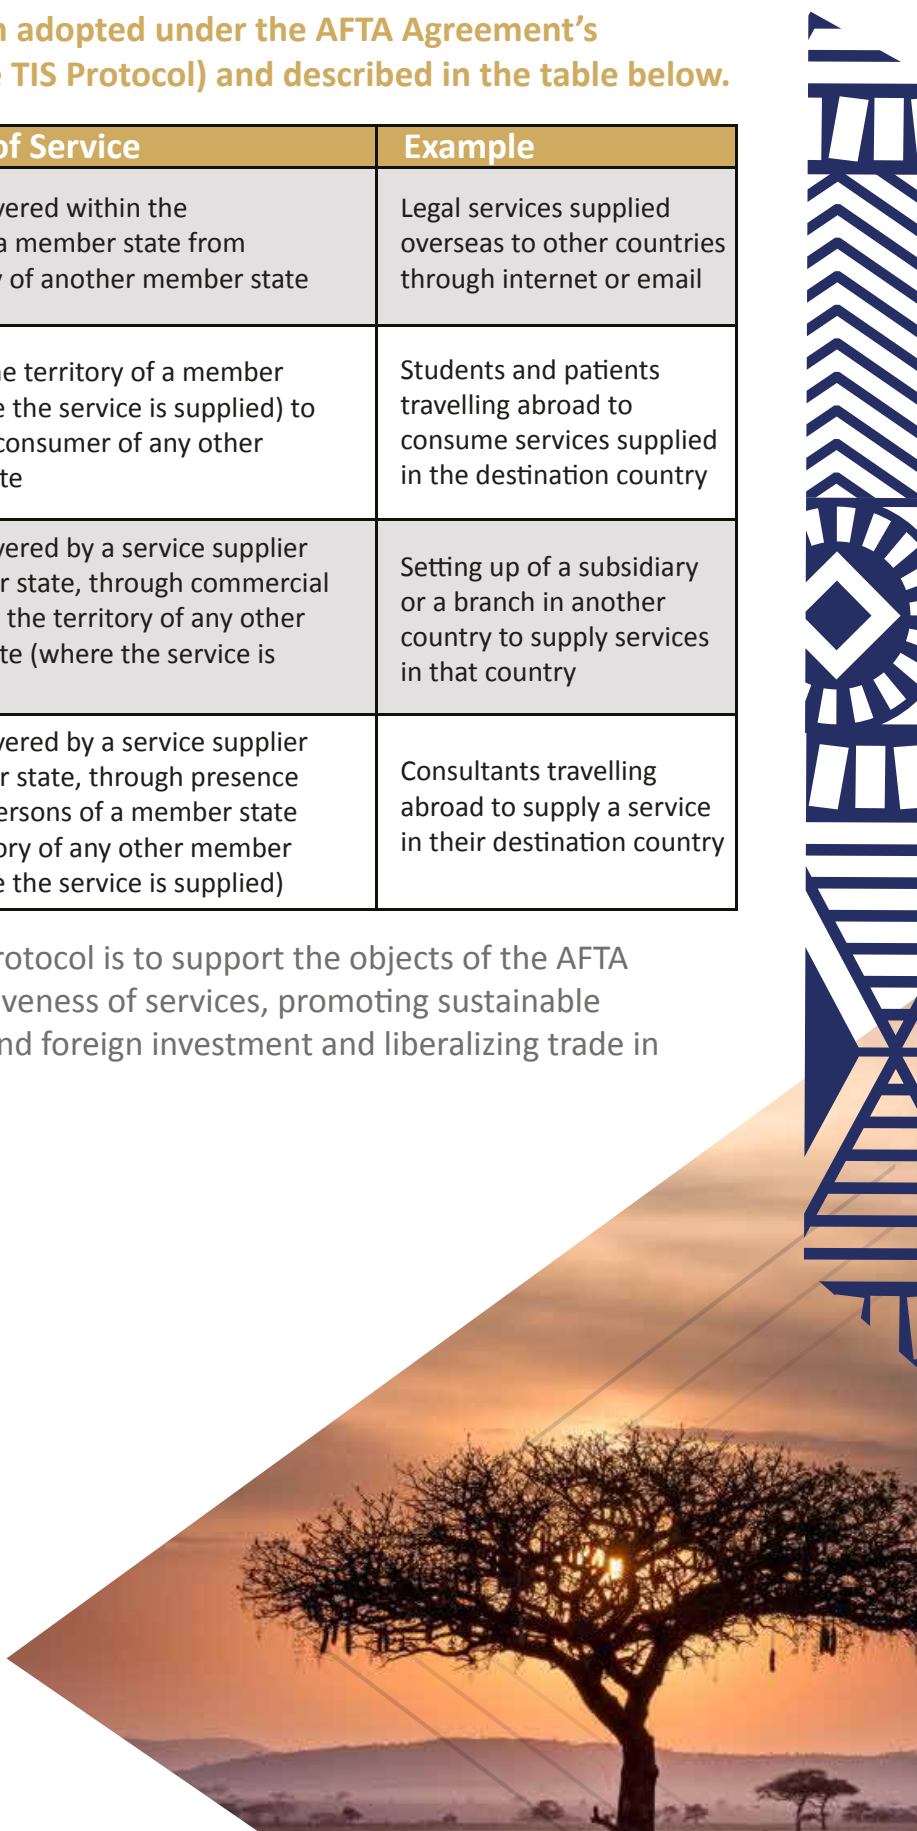 n adopted under the AFTA Agreement’s
e TIS Protocol) and described in the table below.
of Service
Example
vered within the
a member state from
y of another member state
Legal services supplied
overseas to other countries
through internet or email
he territory of a member
e the service is supplied) to
consumer of any other
te
Students and patients
travelling abroad to
consume services supplied
in the destination country
vered by a service supplier
r state, through commercial
the territory of any other
te (where the service is
Setting up of a subsidiary
or a branch in another
country to supply services
in that country
vered by a service supplier
r state, through presence
ersons of a member state
ory of any other member
e the service is supplied)
Consultants travelling
abroad to supply a service
in their destination country
rotocol is to support the objects of the AFTA
iveness of services, promoting sustainable
nd foreign investment and liberalizing trade in